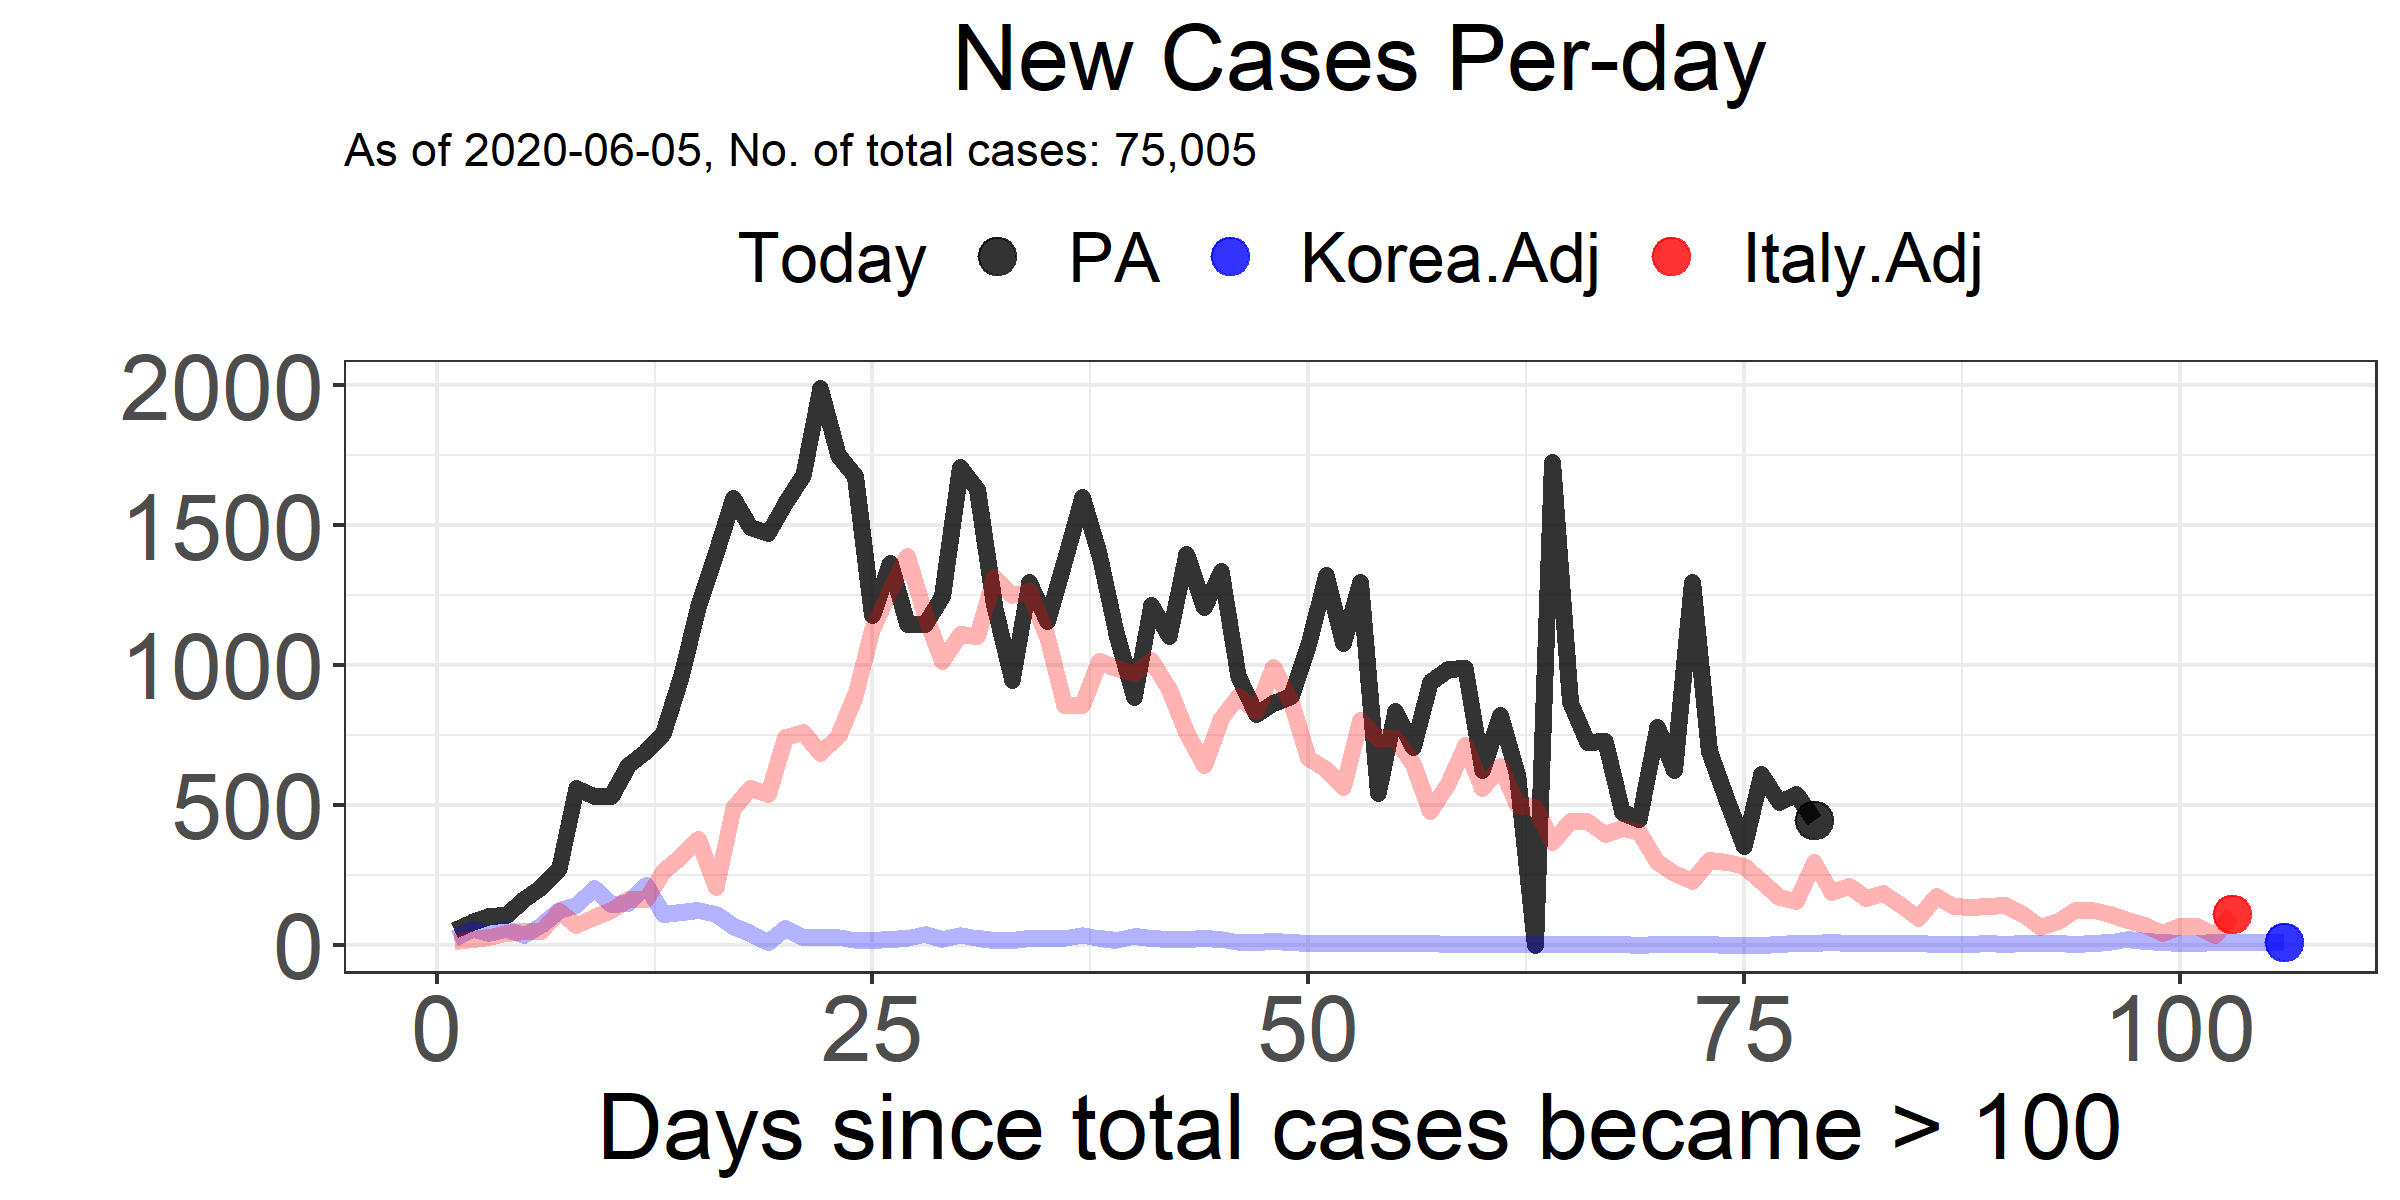 New Cases Per-day
As of 2020-06-05, No. of total cases: 75,005
Today PA Korea.Adj Italy.Adj
2000
1500
1000
500
0
0 25 50 75 100
Days since total cases became > 100